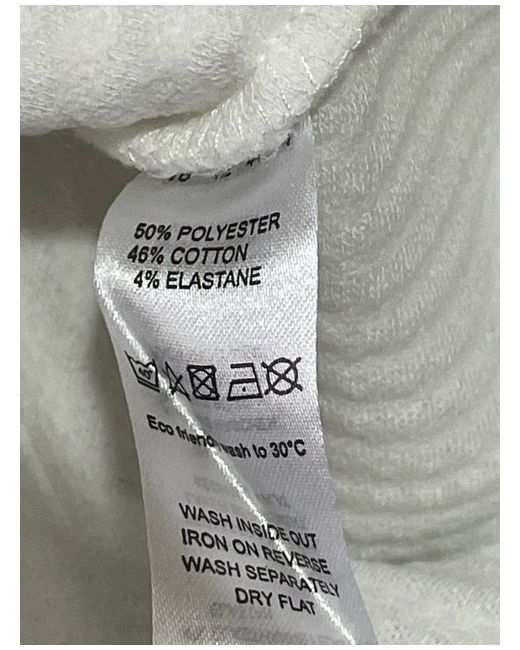 50% POLYESTER
46% COTTON
4% ELASTANE
Eco wash to 30°C
WASH INSIDE OUT
IRON ON REVERSE
WASH SEPARATELY
DRY FLAT